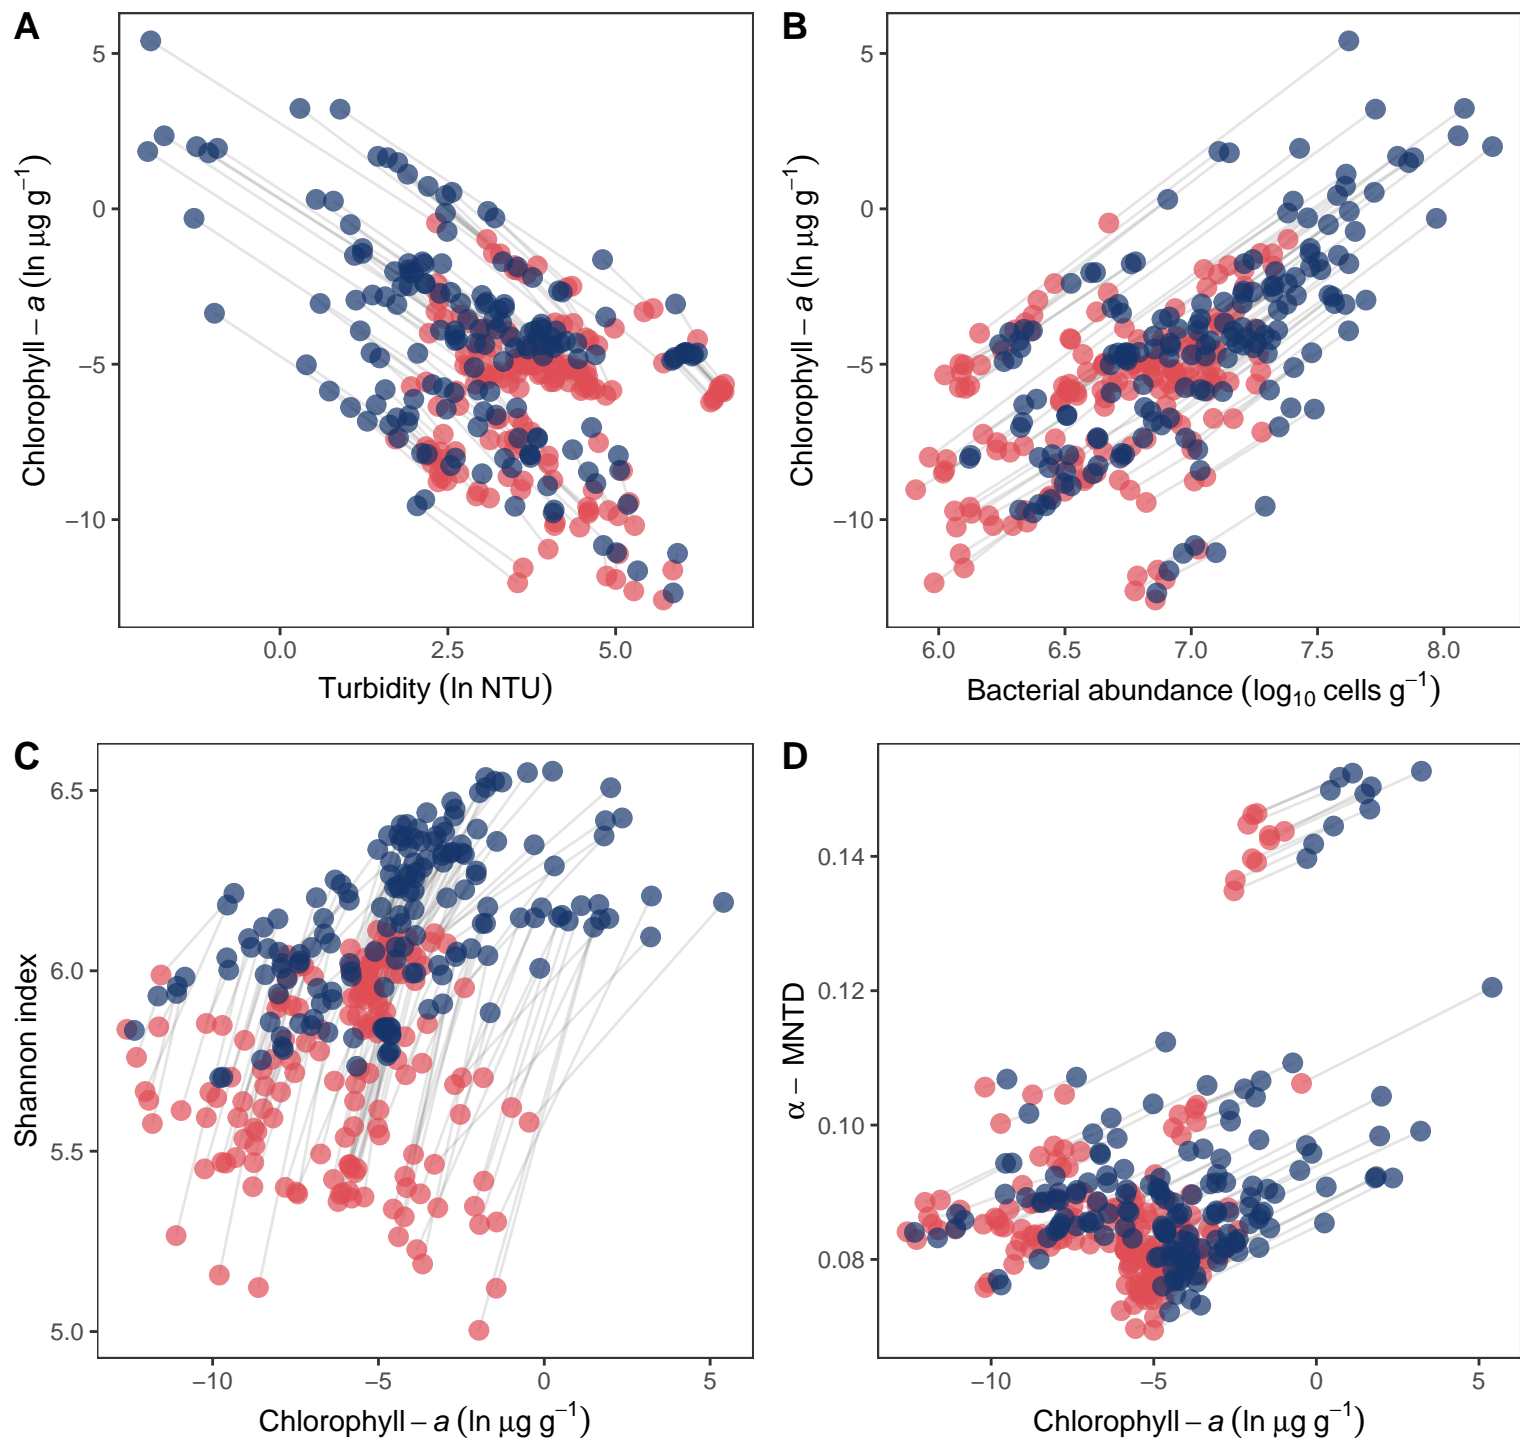 A
B
5
0
−5
−10
Chlorophyll − a (ln μg g⁻¹)
0.0 2.5 5.0
Turbidity (ln NTU)
5
0
−5
−10
Chlorophyll − a (ln μg g⁻¹)
6.0 6.5 7.0 7.5 8.0
Bacterial abundance (log₁₀ cells g⁻¹)
C
D
6.5
6.0
5.5
5.0
Shannon index
−10 −5 0 5
Chlorophyll − a (ln μg g⁻¹)
0.14
0.12
0.10
0.08
α − MNTD
−10 −5 0 5
Chlorophyll − a (ln μg g⁻¹)